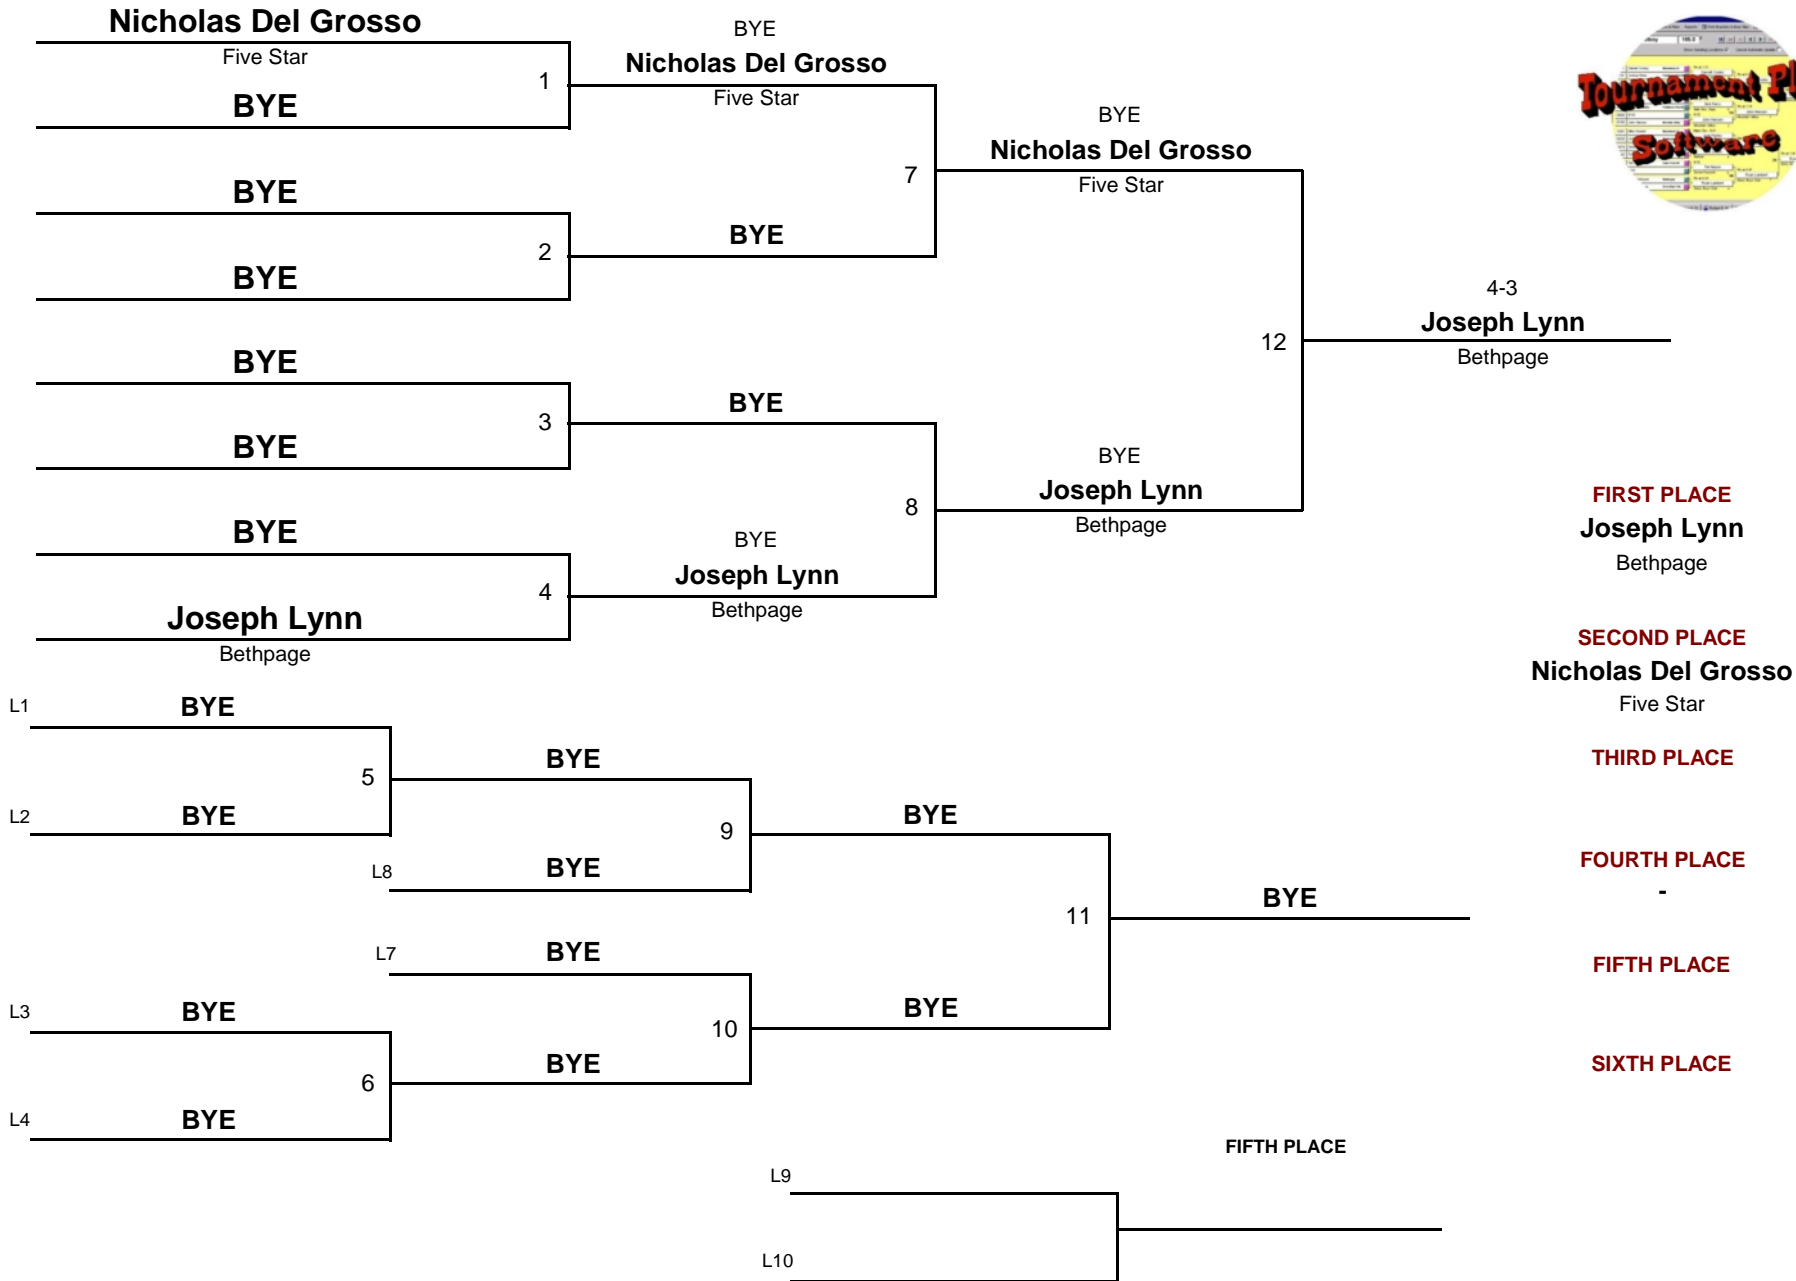 Nicholas Del Grosso
Five Star
1
BYE
BYE
2
BYE
BYE
3
BYE
BYE
4
Joseph Lynn
Bethpage
BYE
Nicholas Del Grosso
Five Star
7
BYE
BYE
8
BYE
Joseph Lynn
Bethpage
BYE
Nicholas Del Grosso
Five Star
12
BYE
Joseph Lynn
Bethpage
4-3
Joseph Lynn
Bethpage
Tournament
Software
FIRST PLACE
Joseph Lynn
Bethpage
SECOND PLACE
Nicholas Del Grosso
Five Star
THIRD PLACE
FOURTH PLACE
-
FIFTH PLACE
SIXTH PLACE
L1 BYE
5
L2 BYE
BYE
9
L8 BYE
L7 BYE
10
L3 BYE
6
BYE
L4 BYE
BYE
11
BYE
BYE
FIFTH PLACE
L9
L10